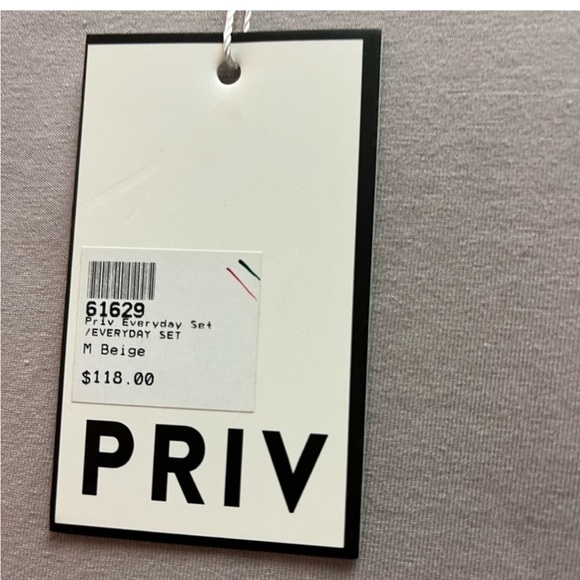 61629
Priv Everyday Set
/EVERYDAY SET
M Beige
$118.00
PRIV